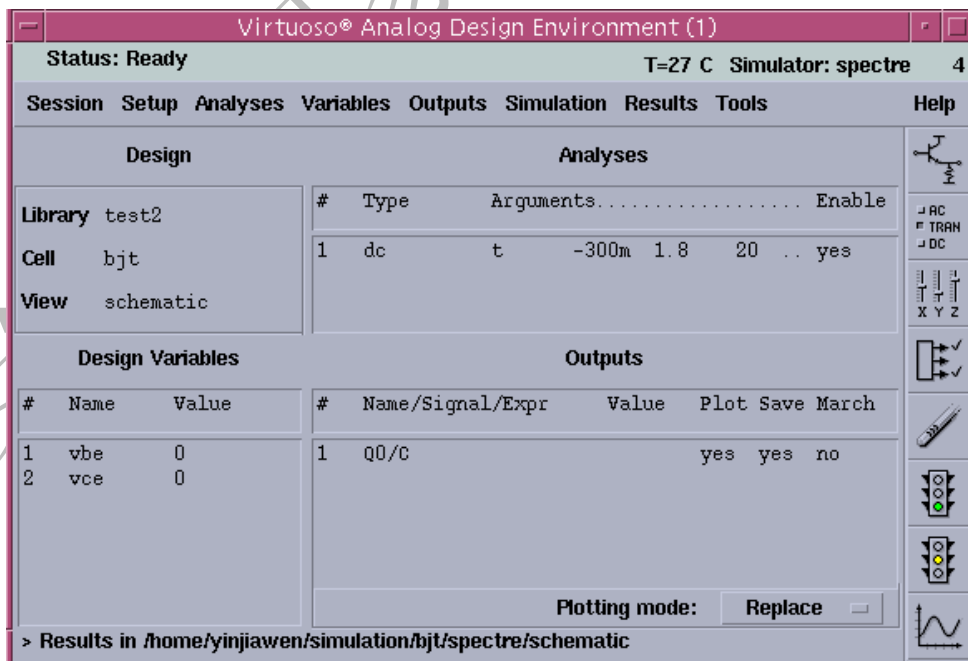 Virtuoso® Analog Design Environment (1)
Status: Ready
T=27 C Simulator: spectre 4
Session Setup Analyses Variables Outputs Simulation Results Tools Help
Design
Analyses
Library test2
Cell bjt
View schematic
# Type Arguments.................. Enable
1 dc t -300m 1.8 20 .. yes
AC
TRAN
DC
X Y Z
Design Variables
Outputs
# Name Value
1 vbe 0
2 vce 0
# Name/Signal/Expr Value Plot Save March
1 Q0/C yes yes no
Plotting mode: Replace
> Results in /home/yinjiawen/simulation/bjt/spectre/schematic